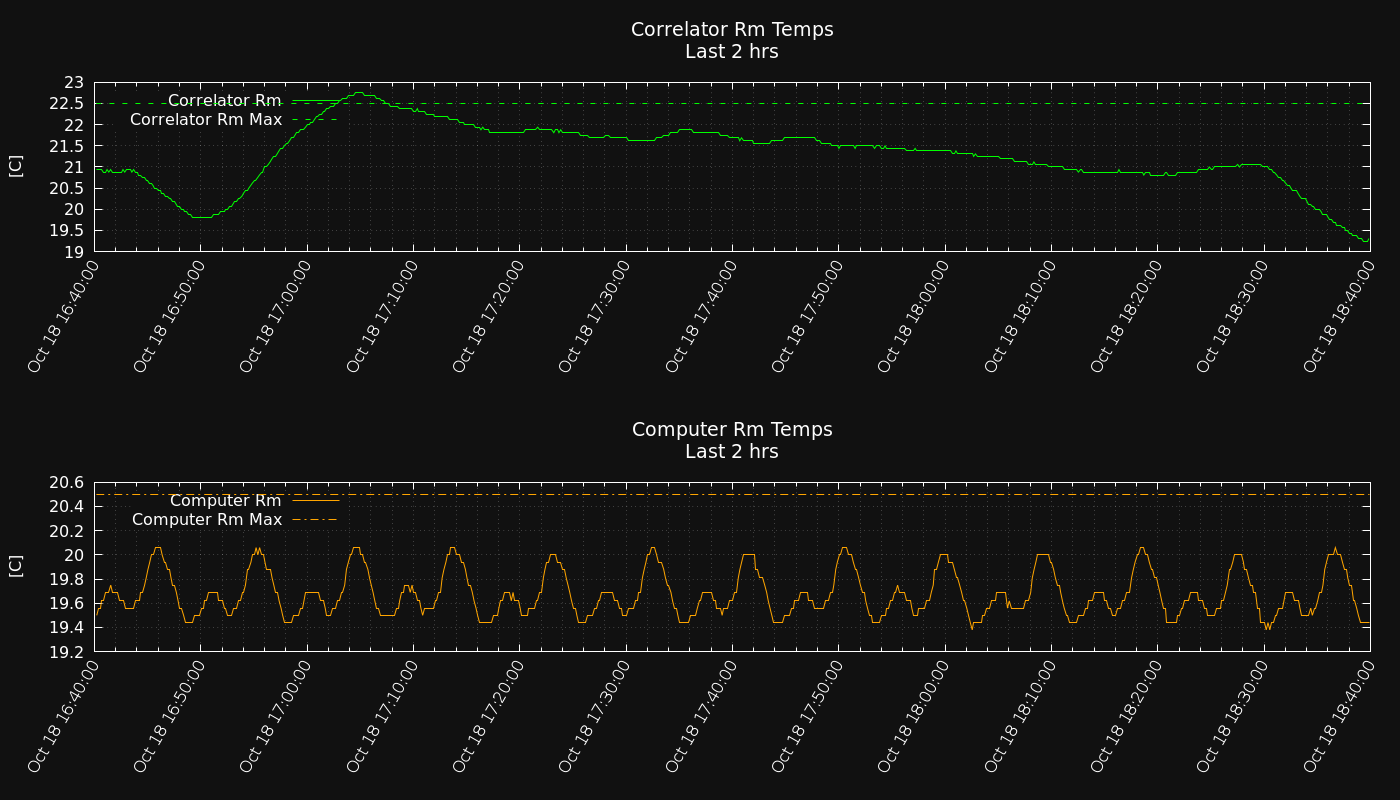 Correlator Rm Temps
Last 2 hrs
[C]
23
22.5
22
21.5
21
20.5
20
19.5
19
Correlator Rm
Correlator Rm Max
Oct 18 16:40:00
Oct 18 16:50:00
Oct 18 17:00:00
Oct 18 17:10:00
Oct 18 17:20:00
Oct 18 17:30:00
Oct 18 17:40:00
Oct 18 17:50:00
Oct 18 18:00:00
Oct 18 18:10:00
Oct 18 18:20:00
Oct 18 18:30:00
Oct 18 18:40:00
Computer Rm Temps
Last 2 hrs
[C]
20.6
20.4
20.2
20
19.8
19.6
19.4
19.2
Computer Rm
Computer Rm Max
Oct 18 16:40:00
Oct 18 16:50:00
Oct 18 17:00:00
Oct 18 17:10:00
Oct 18 17:20:00
Oct 18 17:30:00
Oct 18 17:40:00
Oct 18 17:50:00
Oct 18 18:00:00
Oct 18 18:10:00
Oct 18 18:20:00
Oct 18 18:30:00
Oct 18 18:40:00